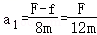 a₁ = (F-f)/8m = F/12m